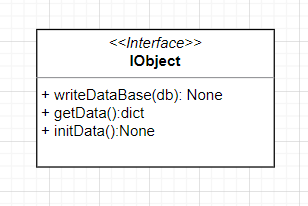 <<Interface>>
IObject
+ writeDataBase(db): None
+ getData():dict
+ initData():None